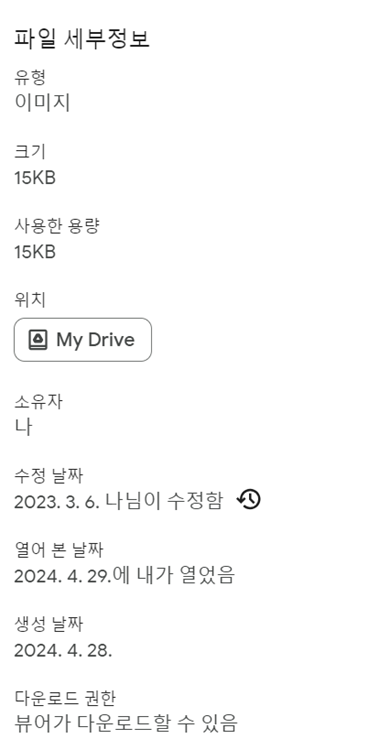 파일 세부정보
유형
이미지
크기
15KB
사용한 용량
15KB
위치
My Drive
소유자
나
수정 날짜
2023. 3. 6. 나님이 수정함
열어 본 날짜
2024. 4. 29.에 내가 열었음
생성 날짜
2024. 4. 28.
다운로드 권한
뷰어가 다운로드할 수 있음